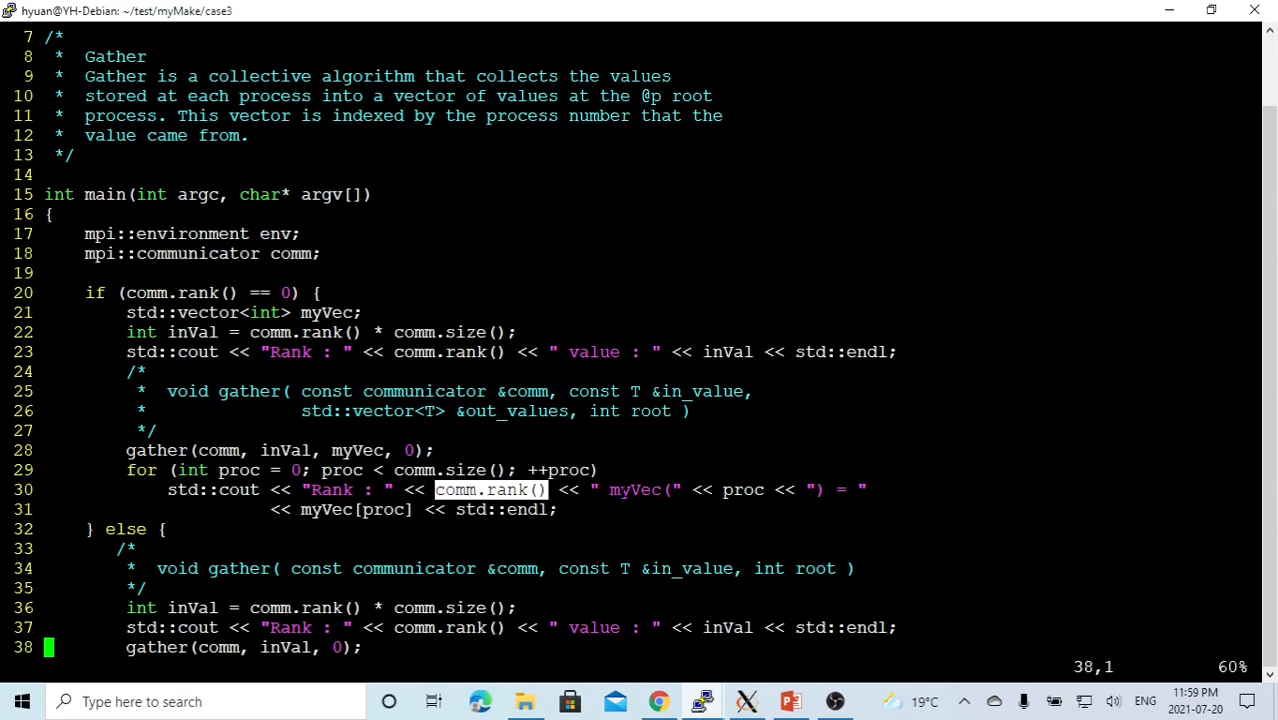 hyuan@YH-Debian: ~/test/myMake/case3
7 /*
8  *  Gather
9  *  Gather is a collective algorithm that collects the values
10  *  stored at each process into a vector of values at the @p root
11  *  process. This vector is indexed by the process number that the
12  *  value came from.
13  */
14
15 int main(int argc, char* argv[])
16 {
17     mpi::environment env;
18     mpi::communicator comm;
19
20     if (comm.rank() == 0) {
21         std::vector<int> myVec;
22         int inVal = comm.rank() * comm.size();
23         std::cout << "Rank : " << comm.rank() << " value : " << inVal << std::endl;
24         /*
25          *  void gather( const communicator &comm, const T &in_value,
26          *               std::vector<T> &out_values, int root )
27          */
28         gather(comm, inVal, myVec, 0);
29         for (int proc = 0; proc < comm.size(); ++proc)
30             std::cout << "Rank : " << comm.rank() << " myVec(" << proc << ") = "
31                       << myVec[proc] << std::endl;
32     } else {
33        /*
34         *  void gather( const communicator &comm, const T &in_value, int root )
35         */
36         int inVal = comm.rank() * comm.size();
37         std::cout << "Rank : " << comm.rank() << " value : " << inVal << std::endl;
38         gather(comm, inVal, 0);
38,1 60%
Type here to search
19°C
ENG
11:59 PM
2021-07-20